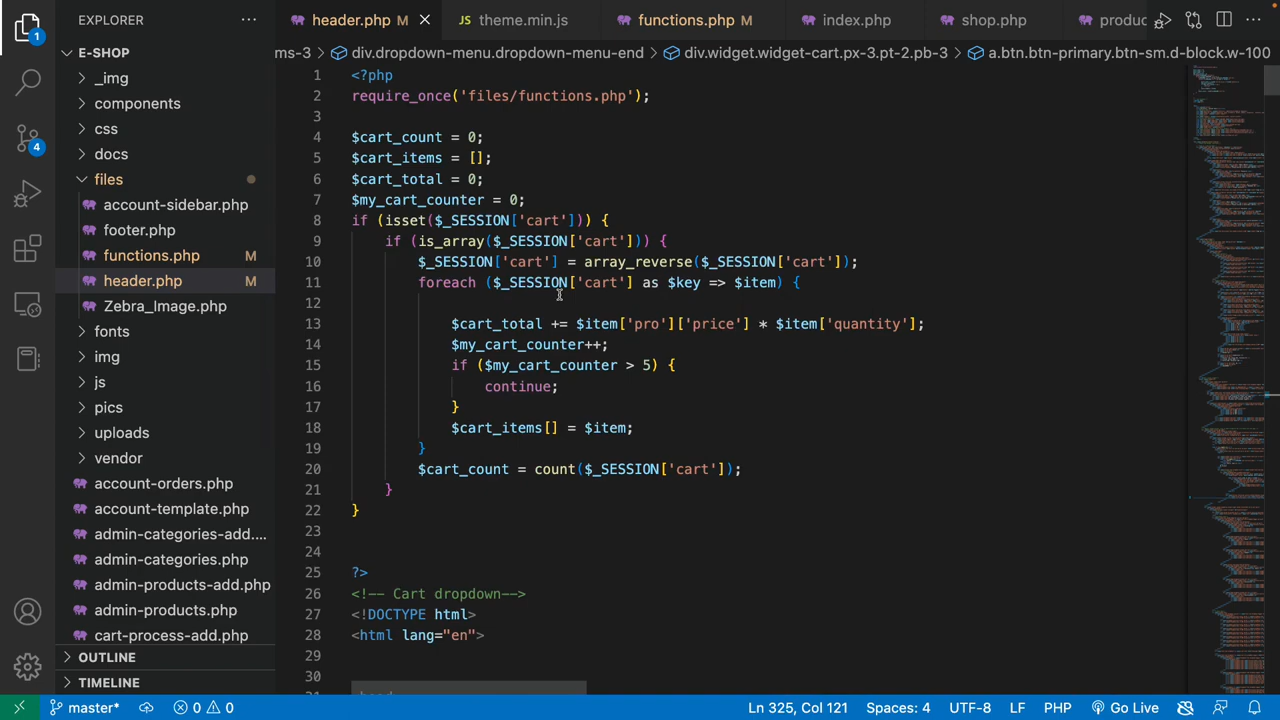 EXPLORER
E-SHOP
_img
components
css
docs
files
account-sidebar.php
footer.php
functions.php M
header.php M
Zebra_Image.php
fonts
img
js
pics
uploads
vendor
account-orders.php
account-template.php
admin-categories-add....
admin-categories.php
admin-products-add.php
admin-products.php
cart-process-add.php
OUTLINE
TIMELINE
1
4
header.php M
JS theme.min.js
functions.php M
index.php
shop.php
produc
ms-3 > div.dropdown-menu.dropdown-menu-end > div.widget.widget-cart.px-3.pt-2.pb-3 > a.btn.btn-primary.btn-sm.d-block.w-100
1 <?php
2 require_once('files/functions.php');
3
4 $cart_count = 0;
5 $cart_items = [];
6 $cart_total = 0;
7 $my_cart_counter = 0;
8 if (isset($_SESSION['cart'])) {
9 if (is_array($_SESSION['cart'])) {
10 $_SESSION['cart'] = array_reverse($_SESSION['cart']);
11 foreach ($_SESSION['cart'] as $key => $item) {
12
13 $cart_total += $item['pro']['price'] * $item['quantity'];
14 $my_cart_counter++;
15 if ($my_cart_counter > 5) {
16 continue;
17 }
18 $cart_items[] = $item;
19 }
20 $cart_count = count($_SESSION['cart']);
21 }
22 }
23
24
25 ?>
26 <!-- Cart dropdown-->
27 <!DOCTYPE html>
28 <html lang="en">
29
30
master*
0 0
Ln 325, Col 121
Spaces: 4
UTF-8
LF
PHP
Go Live